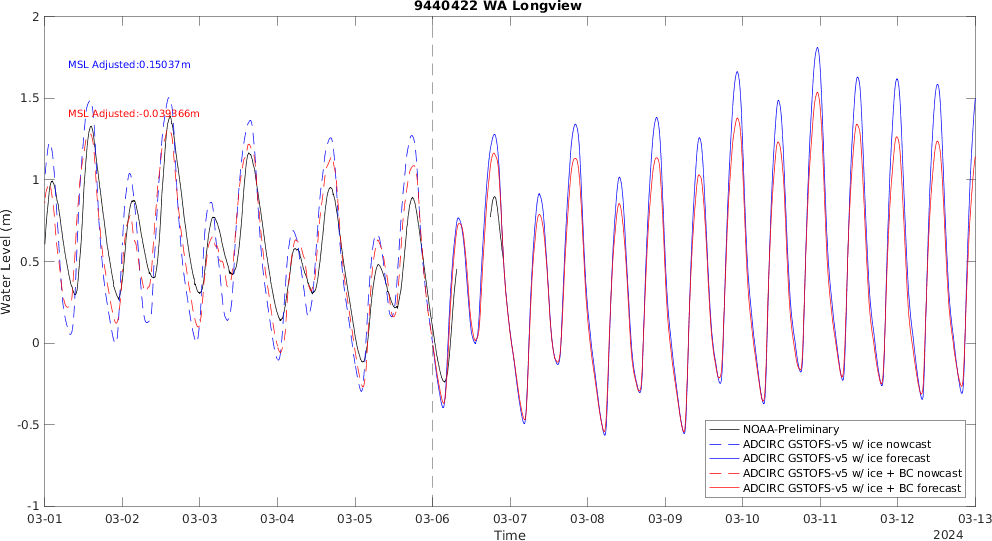 9440422 WA Longview
2
1.5
1
0.5
0
-0.5
-1
Water Level (m)
MSL Adjusted:0.15037m
MSL Adjusted:-0.039366m
NOAA-Preliminary
ADCIRC GSTOFS-v5 w/ ice nowcast
ADCIRC GSTOFS-v5 w/ ice forecast
ADCIRC GSTOFS-v5 w/ ice + BC nowcast
ADCIRC GSTOFS-v5 w/ ice + BC forecast
03-01 03-02 03-03 03-04 03-05 03-06 03-07 03-08 03-09 03-10 03-11 03-12 03-13
Time
2024